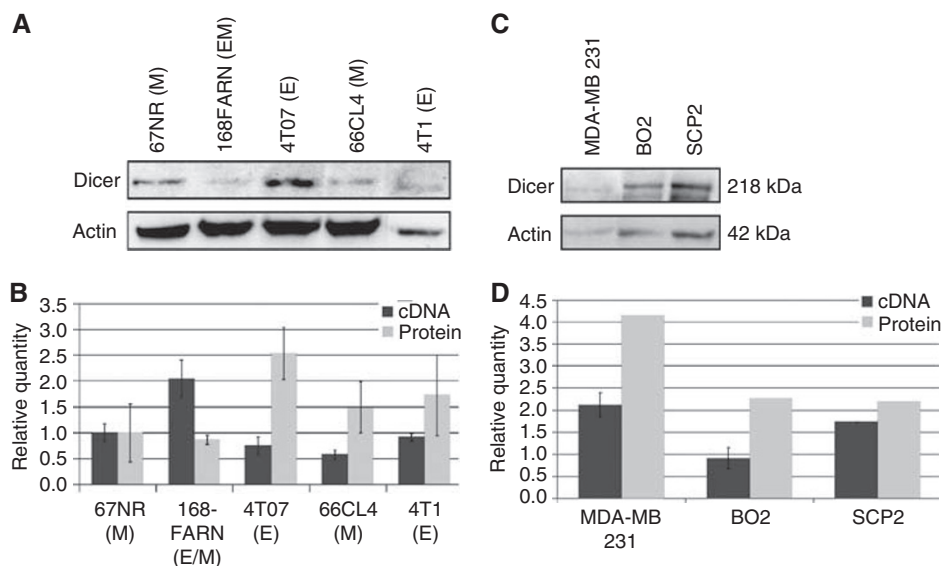 A
67NR (M)
168FARN (EM)
4T07 (E)
66CL4 (M)
4T1 (E)
Dicer
Actin
B
3.5
3.0
2.5
2.0
1.5
1.0
0.5
0.0
Relative quantity
cDNA
Protein
67NR
(M)
168-
FARN
(E/M)
4T07
(E)
66CL4
(M)
4T1
(E)
C
MDA-MB 231
BO2
SCP2
Dicer
218 kDa
Actin
42 kDa
D
4.5
4.0
3.5
3.0
2.5
2.0
1.5
1.0
0.5
0.0
Relative quantity
cDNA
Protein
MDA-MB
231
BO2
SCP2